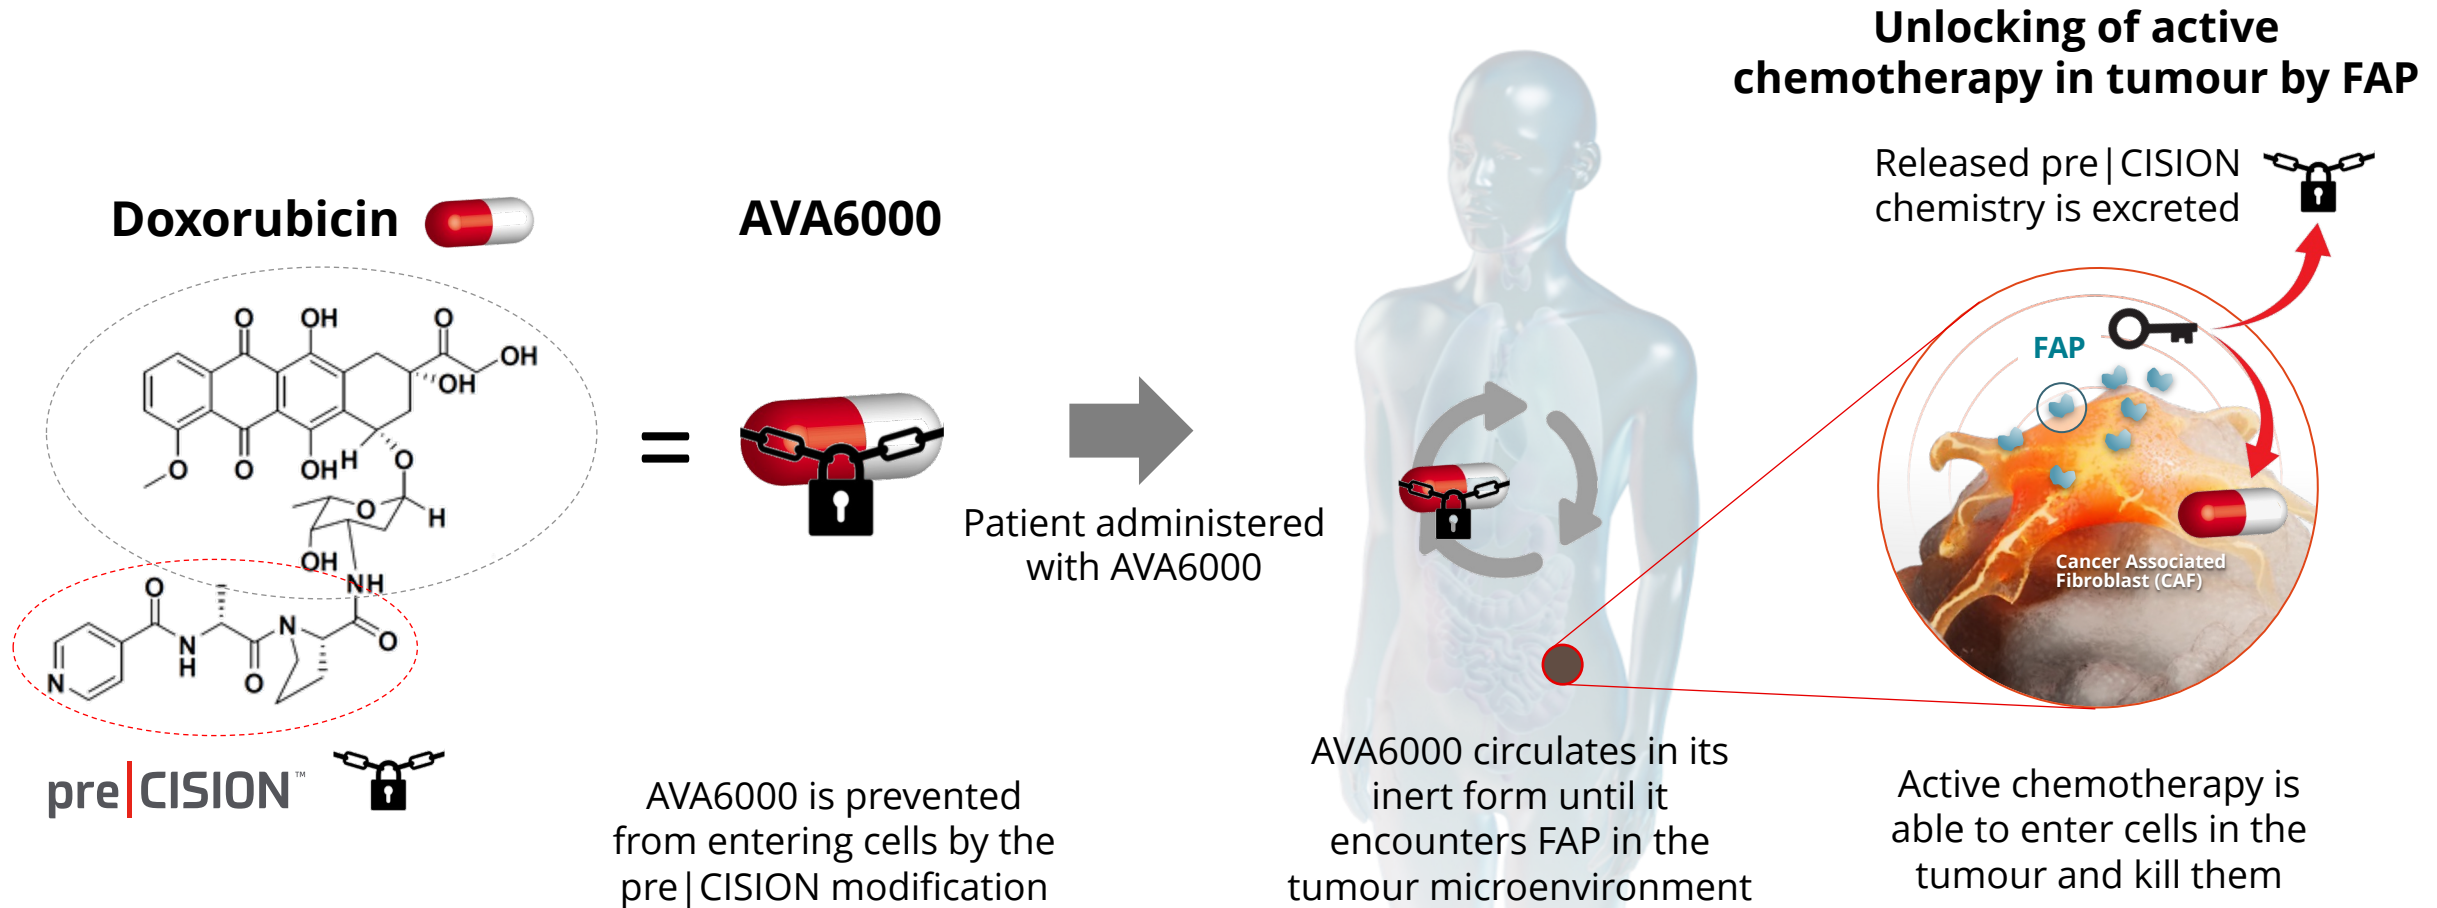 Unlocking of active
chemotherapy in tumour by FAP
Released pre|CISION
chemistry is excreted
Doxorubicin
AVA6000
O
OH
O
OH
OH
O
O
OH
H
O
O
H
OH
NH
O
N
H
O
N
O
N
=
Patient administered
with AVA6000
FAP
Cancer Associated
Fibroblast (CAF)
pre|CISION™
AVA6000 is prevented
from entering cells by the
pre|CISION modification
AVA6000 circulates in its
inert form until it
encounters FAP in the
tumour microenvironment
Active chemotherapy is
able to enter cells in the
tumour and kill them